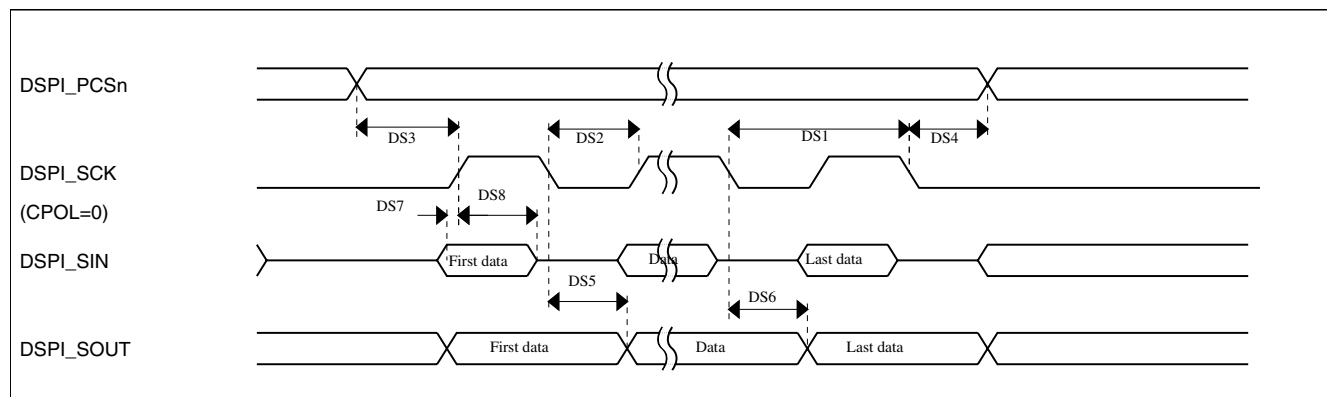 DSPI_PCSn
DS3
DS2
DS1
DS4
DSPI_SCK
(CPOL=0)
DS7
DS8
DSPI_SIN
First data
Data
Last data
DS5
DS6
DSPI_SOUT
First data
Data
Last data